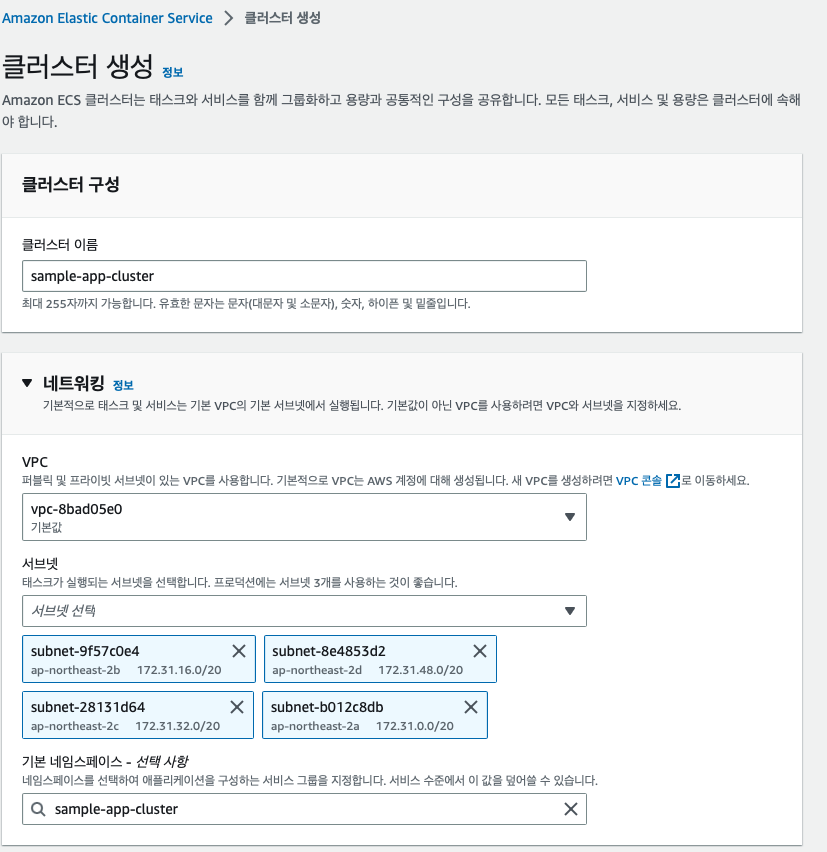 Amazon Elastic Container Service > 클러스터 생성
클러스터 생성 정보
Amazon ECS 클러스터는 태스크와 서비스를 함께 그룹화하고 용량과 공통적인 구성을 공유합니다. 모든 태스크, 서비스 및 용량은 클러스터에 속해
야 합니다.
클러스터 구성
클러스터 이름
sample-app-cluster
최대 255자까지 가능합니다. 유효한 문자는 문자(대문자 및 소문자), 숫자, 하이픈 및 밑줄입니다.
네트워킹 정보
기본적으로 태스크 및 서비스는 기본 VPC의 기본 서브넷에서 실행됩니다. 기본값이 아닌 VPC를 사용하려면 VPC와 서브넷을 지정하세요.
VPC
퍼블릭 및 프라이빗 서브넷이 있는 VPC를 사용합니다. 기본적으로 VPC는 AWS 계정에 대해 생성됩니다. 새 VPC를 생성하려면 VPC 콘솔로 이동하세요.
vpc-8bad05e0
기본값
서브넷
태스크가 실행되는 서브넷을 선택합니다. 프로덕션에는 서브넷 3개를 사용하는 것이 좋습니다.
서브넷 선택
subnet-9f57c0e4 subnet-8e4853d2
ap-northeast-2b 172.31.16.0/20 ap-northeast-2d 172.31.48.0/20
subnet-28131d64 subnet-b012c8db
ap-northeast-2c 172.31.32.0/20 ap-northeast-2a 172.31.0.0/20
기본 네임스페이스 - 선택 사항
네임스페이스를 선택하여 애플리케이션을 구성하는 서비스 그룹을 지정합니다. 서비스 수준에서 이 값을 덮어쓸 수 있습니다.
sample-app-cluster